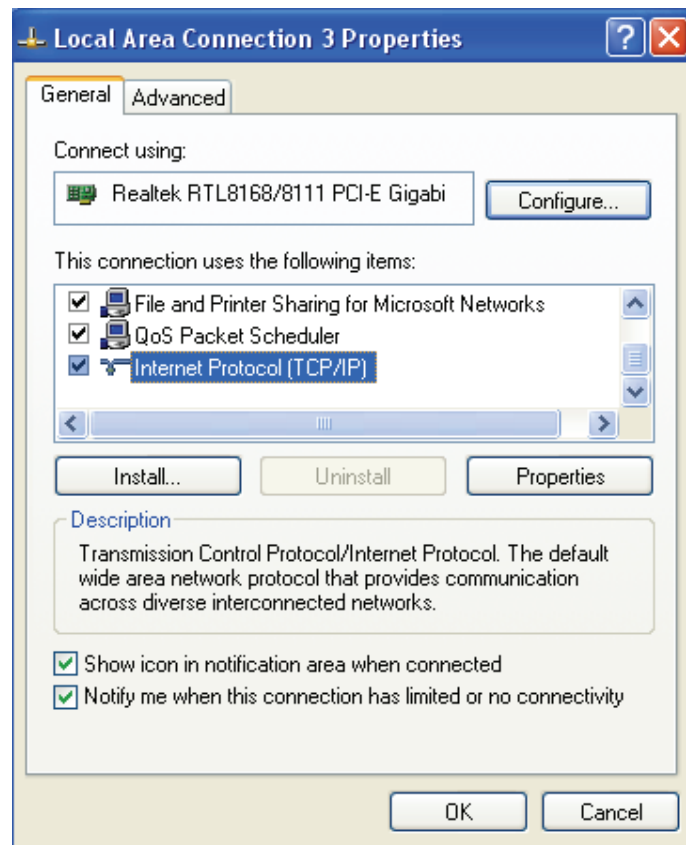 Local Area Connection 3 Properties
General
Advanced
Connect using:
Realtek RTL8168/8111 PCI-E Gigabi
Configure...
This connection uses the following items:
File and Printer Sharing for Microsoft Networks
QoS Packet Scheduler
Internet Protocol (TCP/IP)
Install...
Uninstall
Properties
Description
Transmission Control Protocol/Internet Protocol. The default
wide area network protocol that provides communication
across diverse interconnected networks.
Show icon in notification area when connected
Notify me when this connection has limited or no connectivity
OK
Cancel